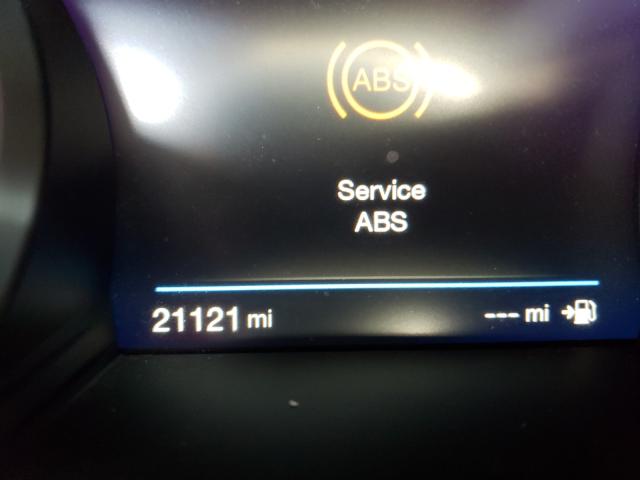 ABS
Service
ABS
21121 mi
--- mi